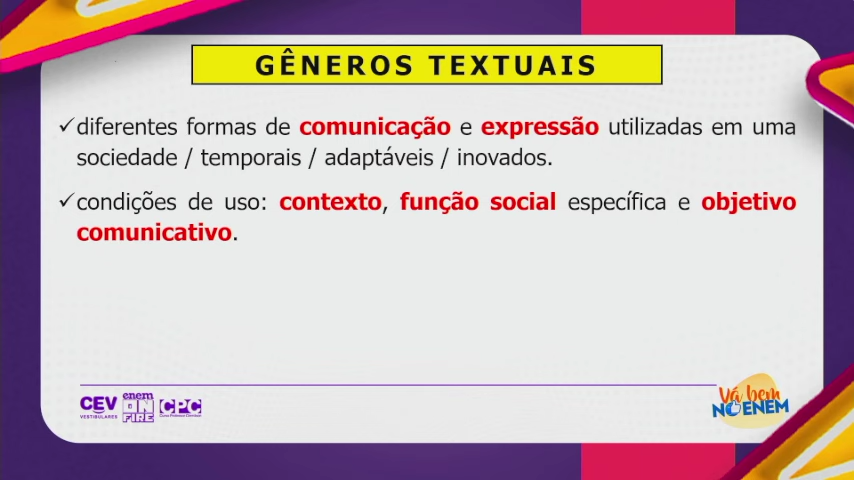 GÊNEROS TEXTUAIS
✓diferentes formas de comunicação e expressão utilizadas em uma
sociedade / temporais / adaptáveis / inovados.
✓condições de uso: contexto, função social específica e objetivo
comunicativo.
CEV
VESTIBULARES
enem
ON
FIRE
CPC
Vá bem
NO ENEM